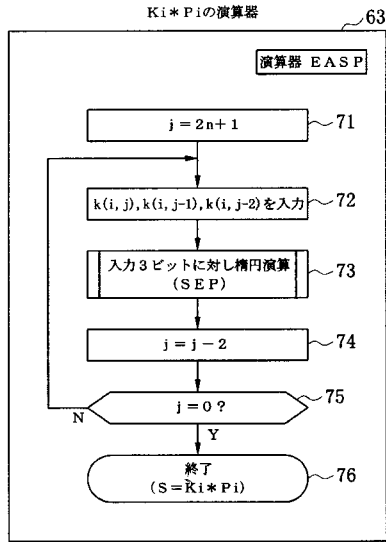 Ki*Piの演算器
63
演算器 EASP
j=2n+1
71
k(i,j),k(i,j-1),k(i,j-2)を入力
72
入力3ビットに対し楕円演算
(SEP)
73
j=j-2
74
j=0?
75
N
Y
終了
(S=Ki*Pi)
76